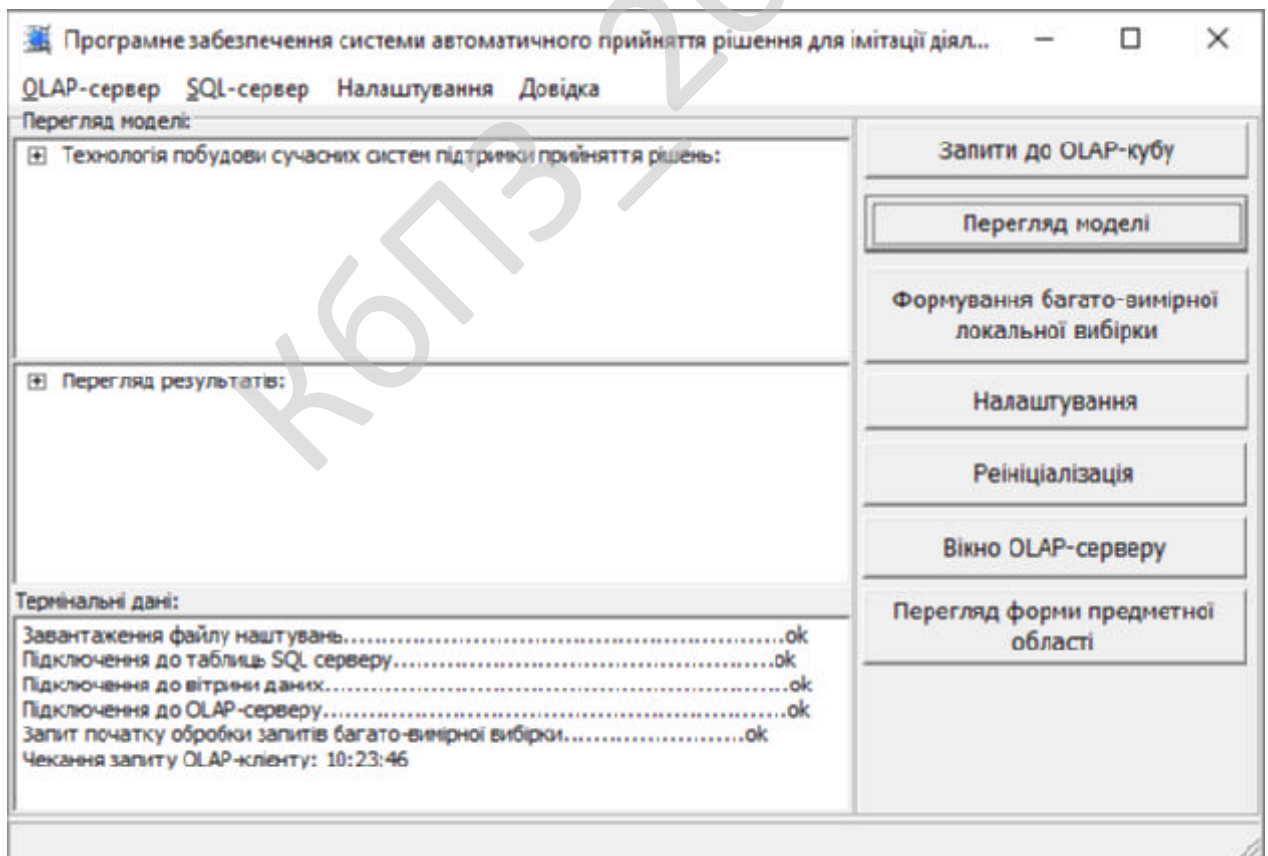 Програмне забезпечення системи автоматичного прийняття рішення для імітації діял...
OLAP-сервер SQL-сервер Налаштування Довідка
Перегляд моделі:
Технологія побудови сучасних систем підтримки прийняття рішень:
Перегляд результатів:
Термінальні дані:
Завантаження файлу наштувань..........................................................ok
Підключення до таблиць SQL серверу..................................................ok
Підключення до вітрини даних.............................................................ok
Підключення до OLAP-серверу.............................................................ok
Запит початку обробки запитів багато-вимірної вибірки........................ok
Чекання запиту OLAP-клієнту: 10:23:46
Запити до OLAP-кубу
Перегляд моделі
Формування багато-вимірної
локальної вибірки
Налаштування
Реініціалізація
Вікно OLAP-серверу
Перегляд форми предметної
області